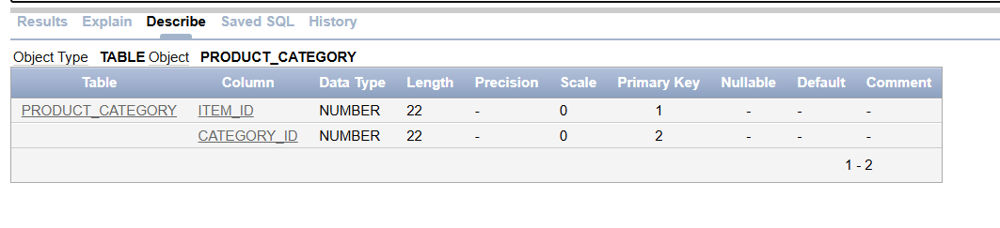 Results Explain Describe Saved SQL History
Object Type TABLE Object PRODUCT_CATEGORY
Table Column Data Type Length Precision Scale Primary Key Nullable Default Comment
PRODUCT_CATEGORY ITEM_ID NUMBER 22 - 0 1 - - -
CATEGORY_ID NUMBER 22 - 0 2 - - -
1 - 2